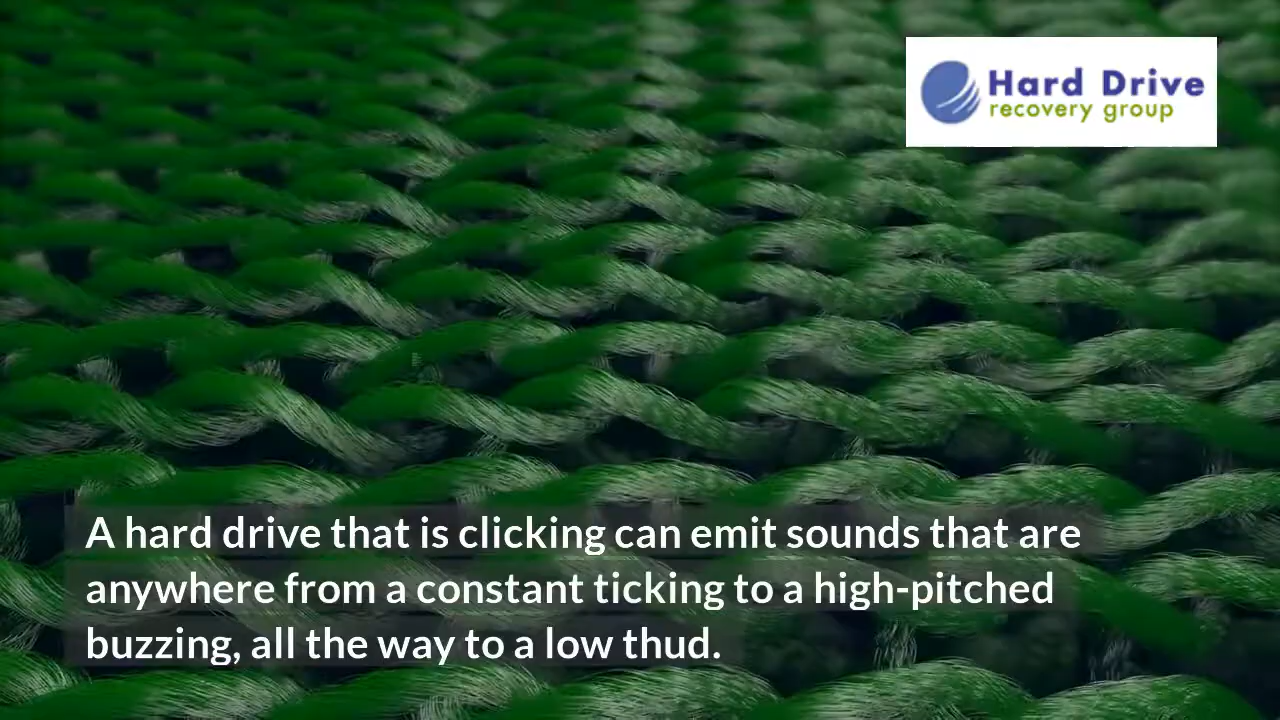 Hard Drive
recovery group
A hard drive that is clicking can emit sounds that are
anywhere from a constant ticking to a high-pitched
buzzing, all the way to a low thud.